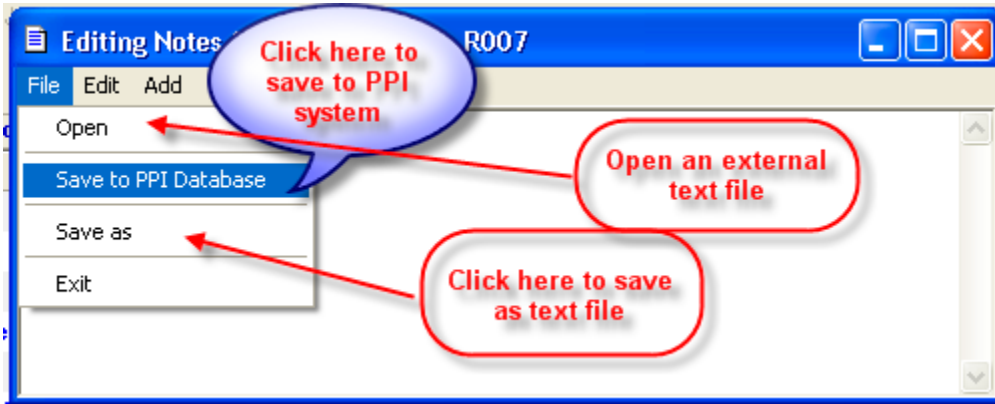 Editing Notes R007
Click here to
save to PPI
system
File Edit Add
Open
Save to PPI Database
Save as
Exit
Open an external
text file
Click here to save
as text file